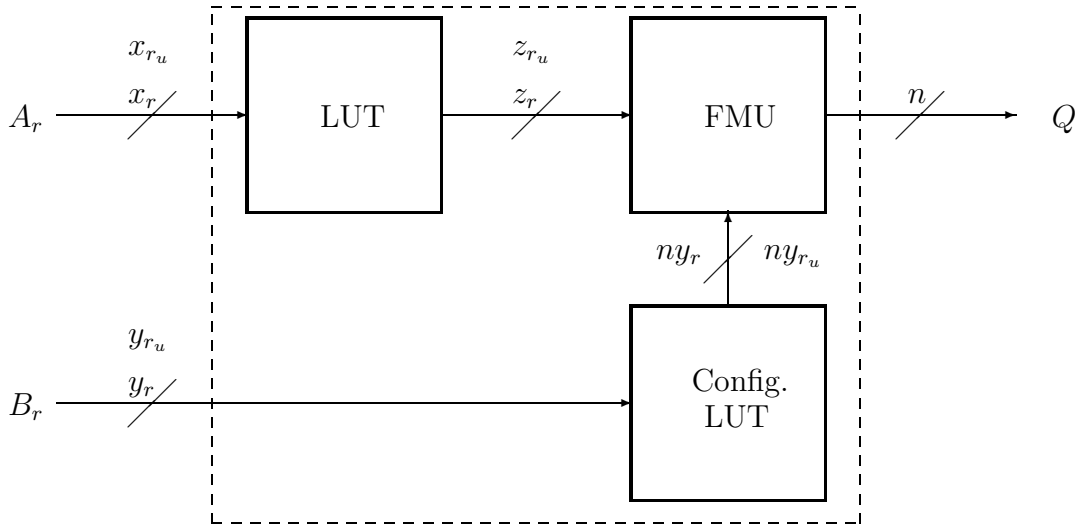 x_{r_u}
z_{r_u}
A_r
x_r
LUT
z_r
FMU
n
Q
ny_r
ny_{r_u}
y_{r_u}
B_r
y_r
Config.
LUT